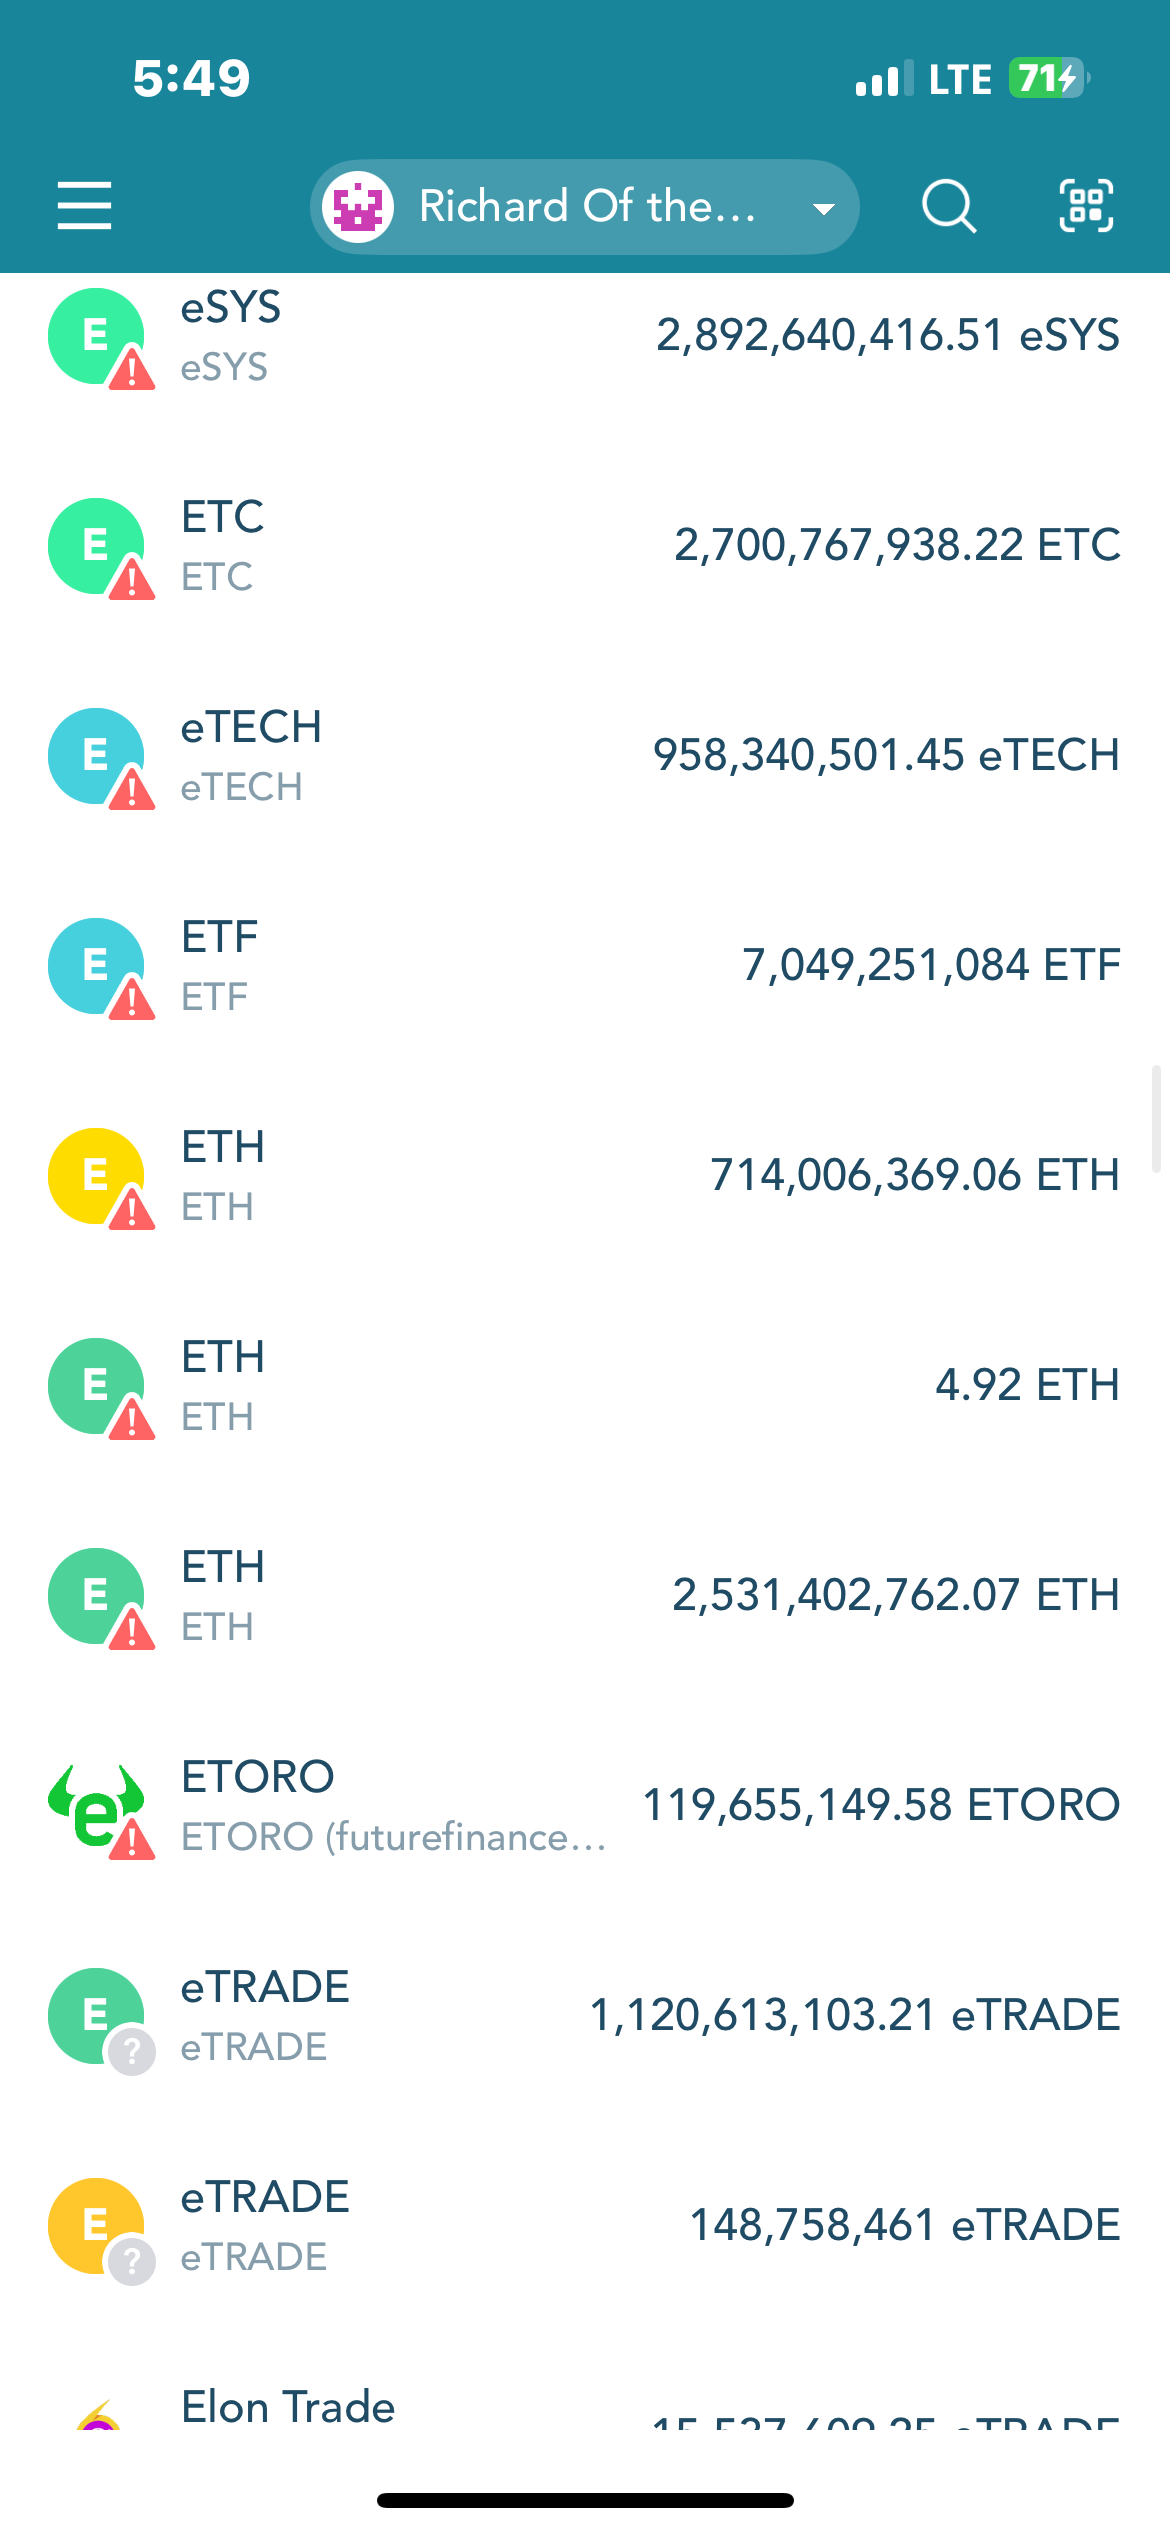 5:49
LTE 71
Richard Of the...
eSYS
2,892,640,416.51 eSYS
eSYS
E
ETC
2,700,767,938.22 ETC
ETC
E
eTECH
958,340,501.45 eTECH
eTECH
E
ETF
7,049,251,084 ETF
ETF
E
ETH
714,006,369.06 ETH
ETH
E
ETH
4.92 ETH
ETH
E
ETH
2,531,402,762.07 ETH
ETH
E
ETORO
119,655,149.58 ETORO
ETORO (futurefinance...
e
eTRADE
1,120,613,103.21 eTRADE
eTRADE
E
?
eTRADE
148,758,461 eTRADE
eTRADE
E
?
Elon Trade